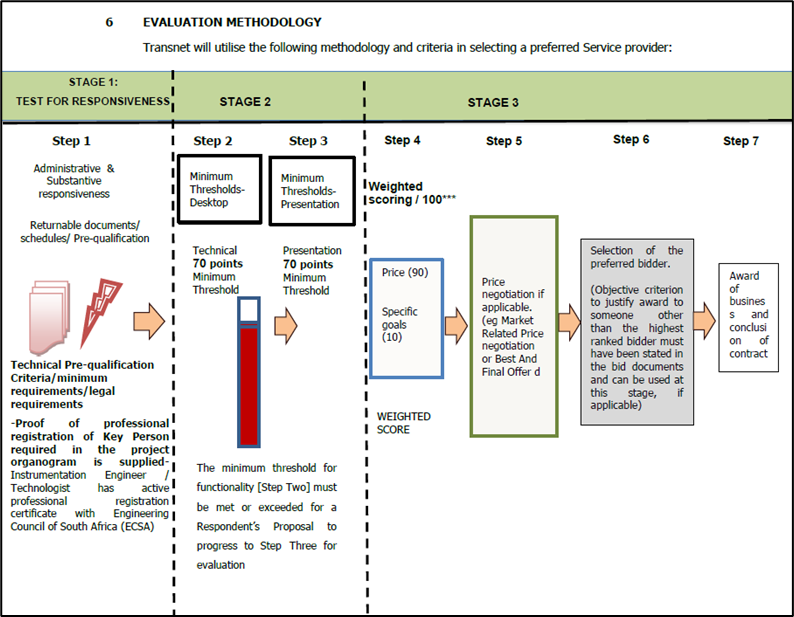 6 EVALUATION METHODOLOGY
Transnet will utilise the following methodology and criteria in selecting a preferred Service provider:
STAGE 1:
TEST FOR RESPONSIVENESS
STAGE 2
STAGE 3
Step 1
Administrative &
Substantive
responsiveness
Returnable documents/
schedules/ Pre-qualification
Technical Pre-qualification
Criteria/minimum
requirements/legal
requirements
-Proof of professional
registration of Key Person
required in the project
organogram is supplied-
Instrumentation Engineer /
Technologist has active
professional registration
certificate with Engineering
Council of South Africa (ECSA)
Step 2
Minimum
Thresholds-
Desktop
Technical
70 points
Minimum
Threshold
Step 3
Minimum
Thresholds-
Presentation
Presentation
70 points
Minimum
Threshold
The minimum threshold for
functionality [Step Two] must
be met or exceeded for a
Respondent's Proposal to
progress to Step Three for
evaluation
Step 4
Weighted
scoring / 100***
Price (90)
Specific
goals
(10)
WEIGHTED
SCORE
Step 5
Price
negotiation if
applicable.
(eg Market
Related Price
negotiation
or Best And
Final Offer d
Step 6
Selection of the
preferred bidder.
(Objective criterion
to justify award to
someone other
than the highest
ranked bidder must
have been stated in
the bid documents
and can be used at
this stage, if
applicable)
Step 7
Award
of
busines
s and
conclusi
on of
contract